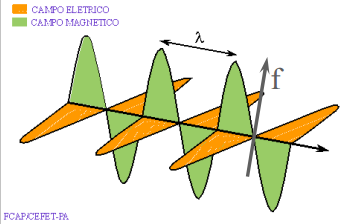 CAMPO ELETRICO
CAMPO MAGNETICO
λ
f
FCAP/CEFET-PA